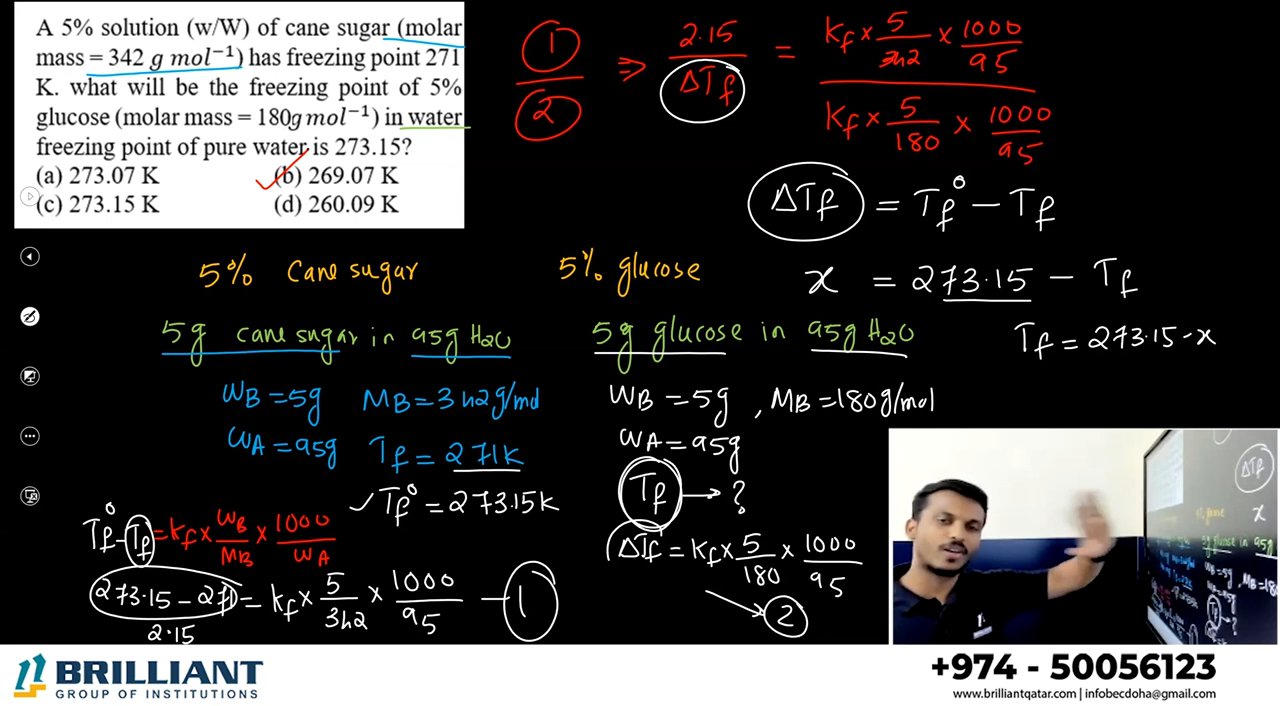 A 5% solution (w/W) of cane sugar (molar
mass = 342 g mol⁻¹) has freezing point 271
K. what will be the freezing point of 5%
glucose (molar mass = 180g mol⁻¹) in water
freezing point of pure water is 273.15?
(a) 273.07 K (b) 269.07 K
(c) 273.15 K (d) 260.09 K
1/2 ⇒ 2.15/ΔTf = (Kf × 5/342 × 1000/95) / (Kf × 5/180 × 1000/95)
ΔTf = Tf° − Tf
x = 273.15 − Tf
Tf = 273.15 - x
5% Cane sugar
5g cane sugar in 95g H2O
WB = 5g MB = 342g/mol
WA = 95g Tf = 271K
Tf° = 273.15K
Tf° − Tf = Kf × WB/MB × 1000/WA
273.15 − 271 = Kf × 5/342 × 1000/95 — 1
2.15
5% glucose
5g glucose in 95g H2O
WB = 5g , MB = 180g/mol
WA = 95g
Tf → ?
ΔTf = Kf × 5/180 × 1000/95
→ 2
ΔTf
x
5g glucose in 95g
BRILLIANT
GROUP OF INSTITUTIONS
+974 - 50056123
www.brilliantqatar.com | infobecdoha@gmail.com